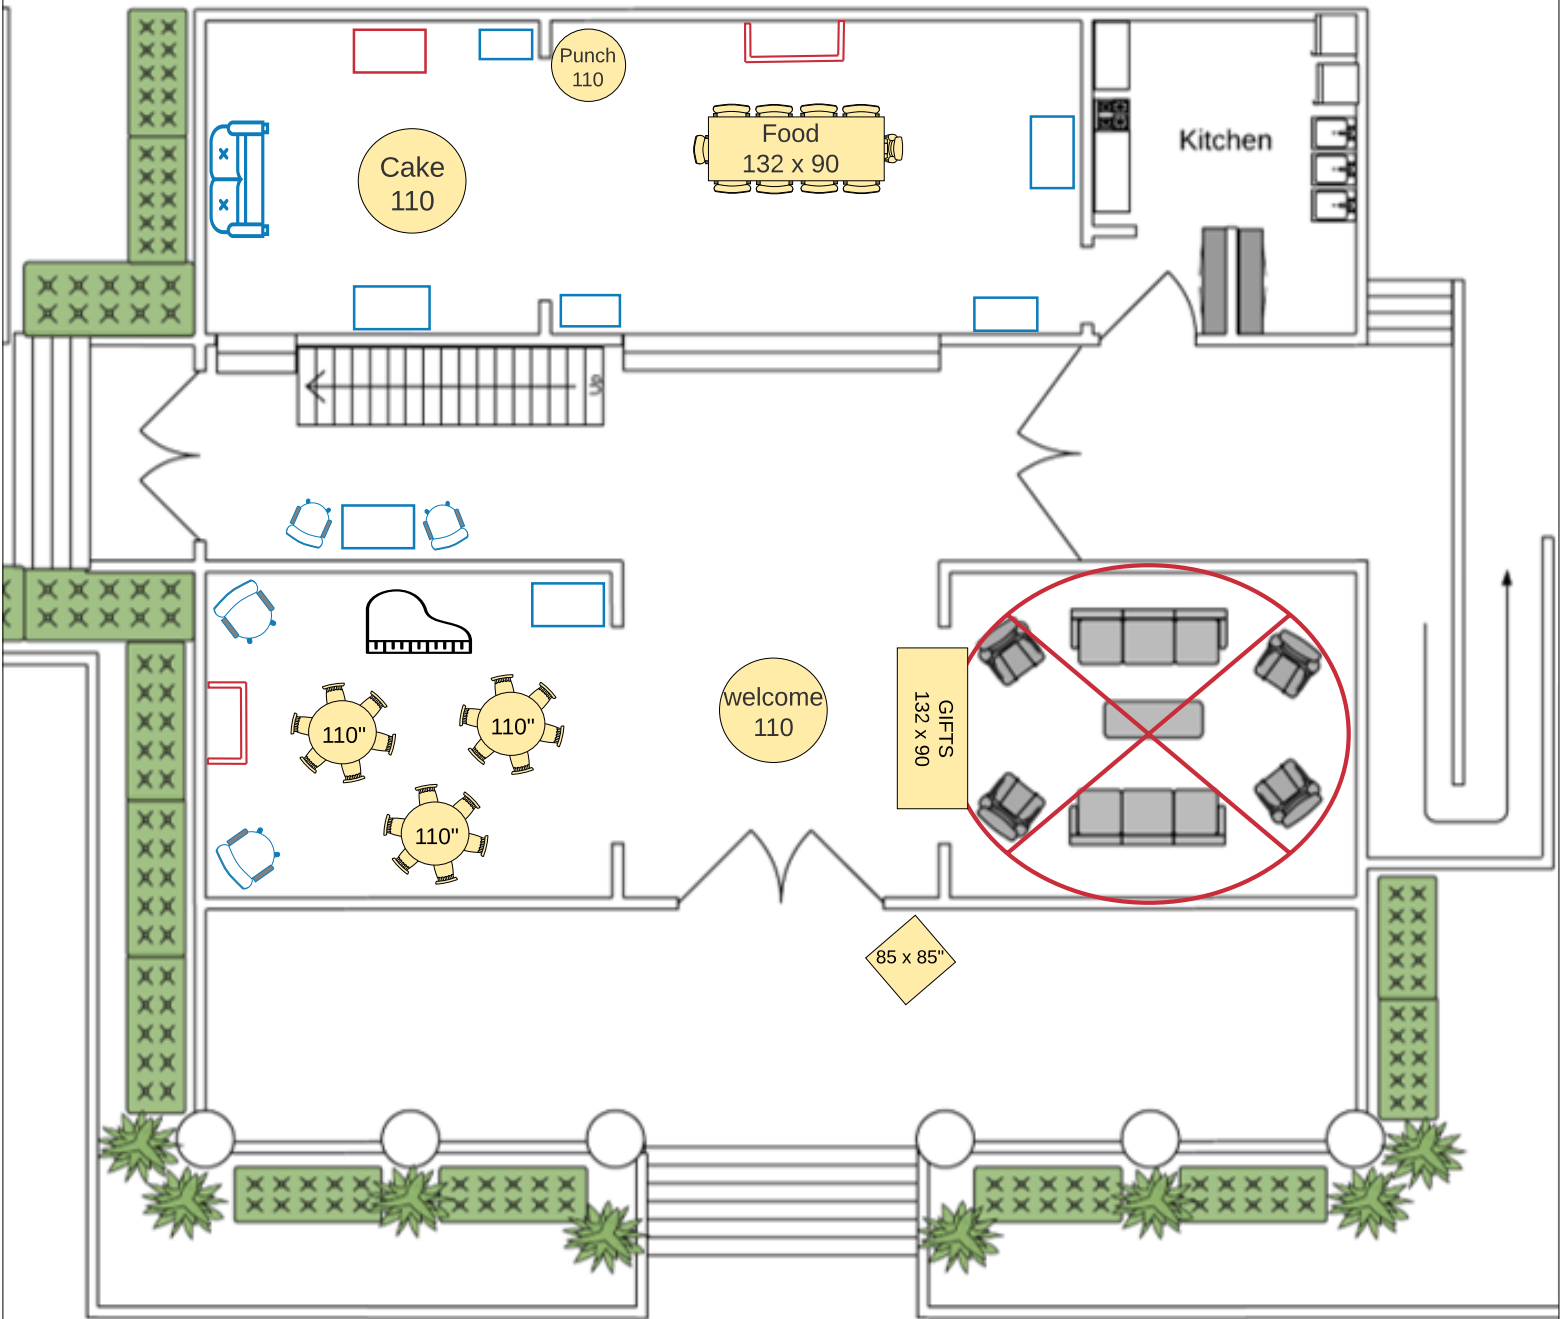 Punch
110
Food
132 x 90
Kitchen
Cake
110
Up
110"
110"
110"
welcome
110
GIFTS
132 x 90
85 x 85"